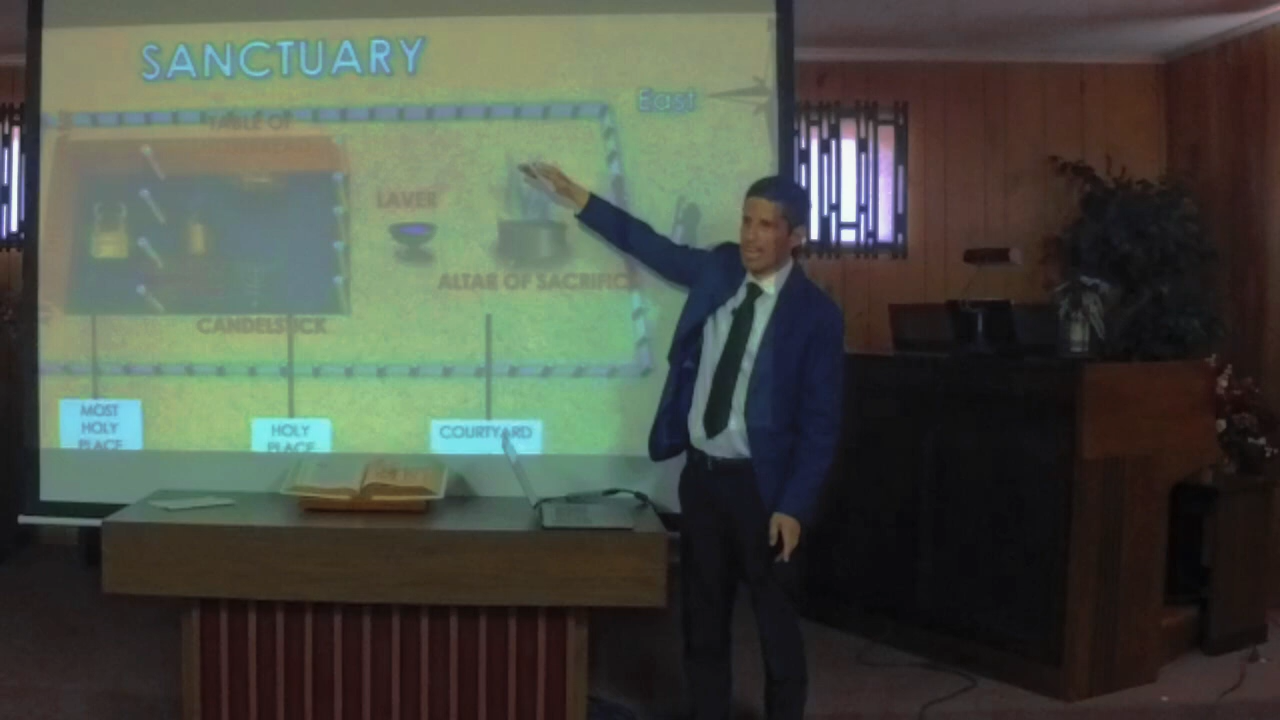 SANCTUARY
East
TABLE OF
LAVER
ALTAR OF SACRIFICE
CANDELSTICK
MOST
HOLY
PLACE
HOLY
PLACE
COURTYARD